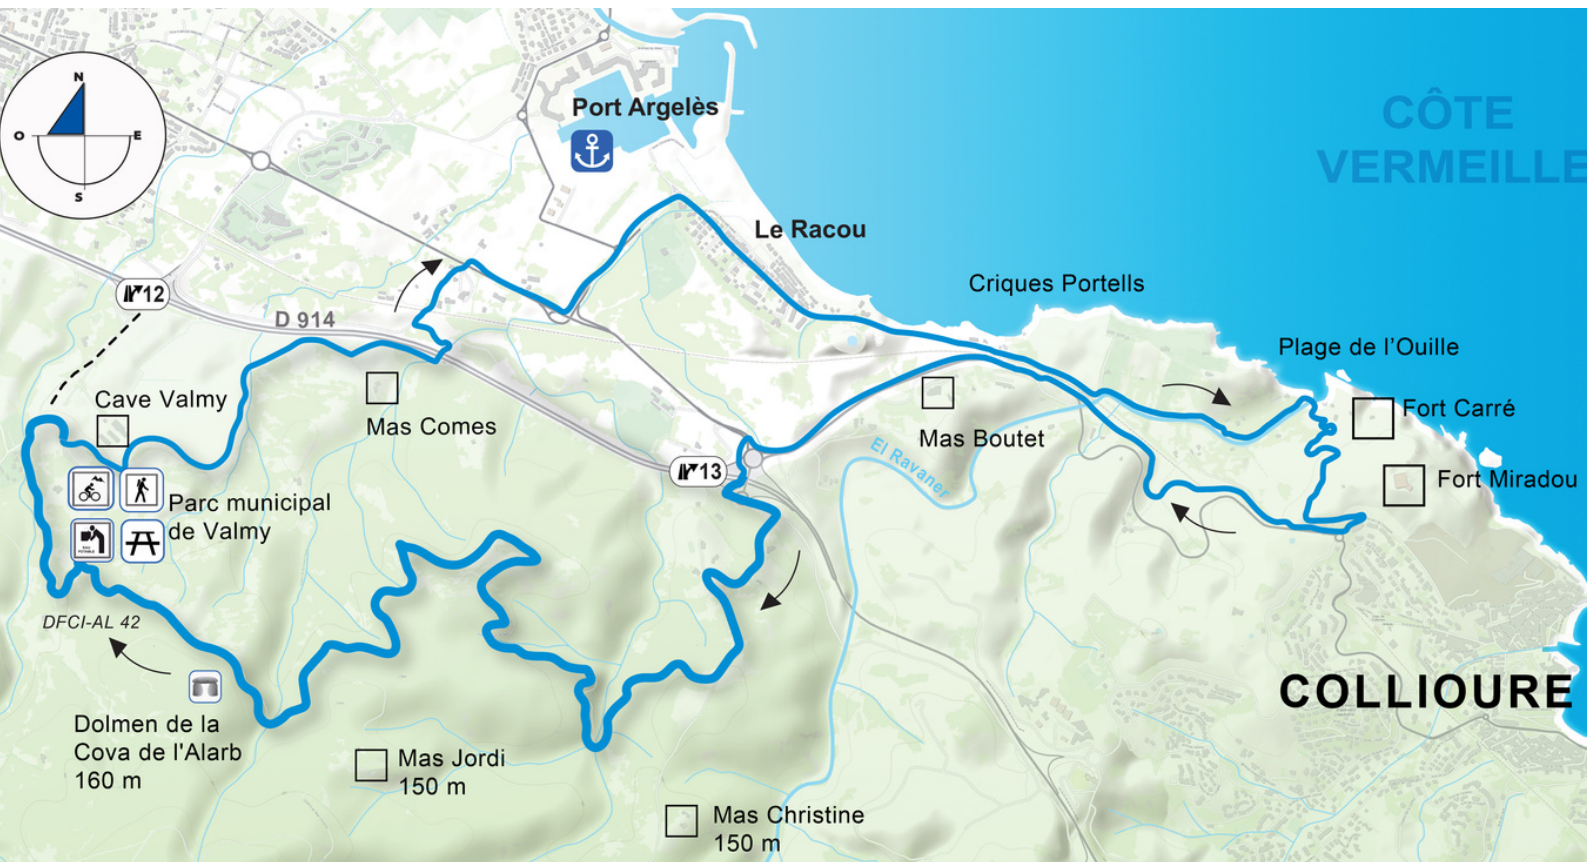 N
O
E
S
Port Argelès
CÔTE
VERMEILLE
Le Racou
Criques Portells
12
D 914
Plage de l'Ouille
Cave Valmy
Mas Comes
Mas Boutet
Fort Carré
El Ravaner
13
Fort Miradou
Parc municipal
de Valmy
EAU
POTABLE
DFCI-AL 42
COLLIOURE
Dolmen de la
Cova de l'Alarb
160 m
Mas Jordi
150 m
Mas Christine
150 m